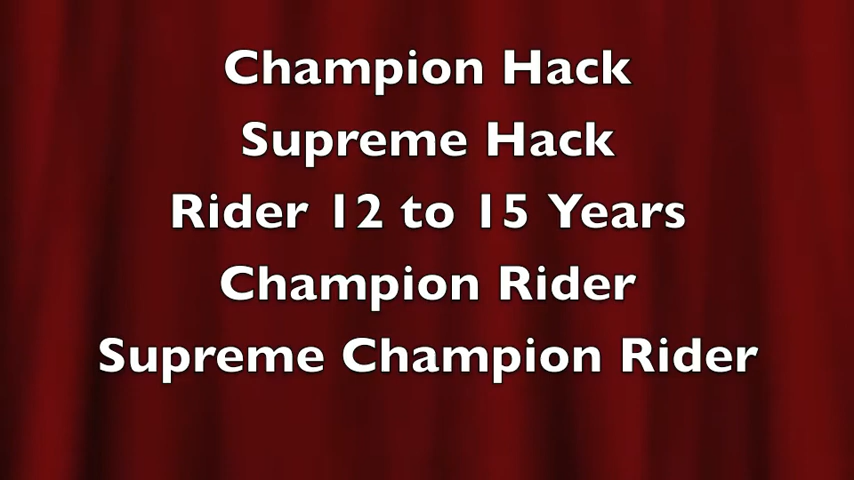 Champion Hack
Supreme Hack
Rider 12 to 15 Years
Champion Rider
Supreme Champion Rider